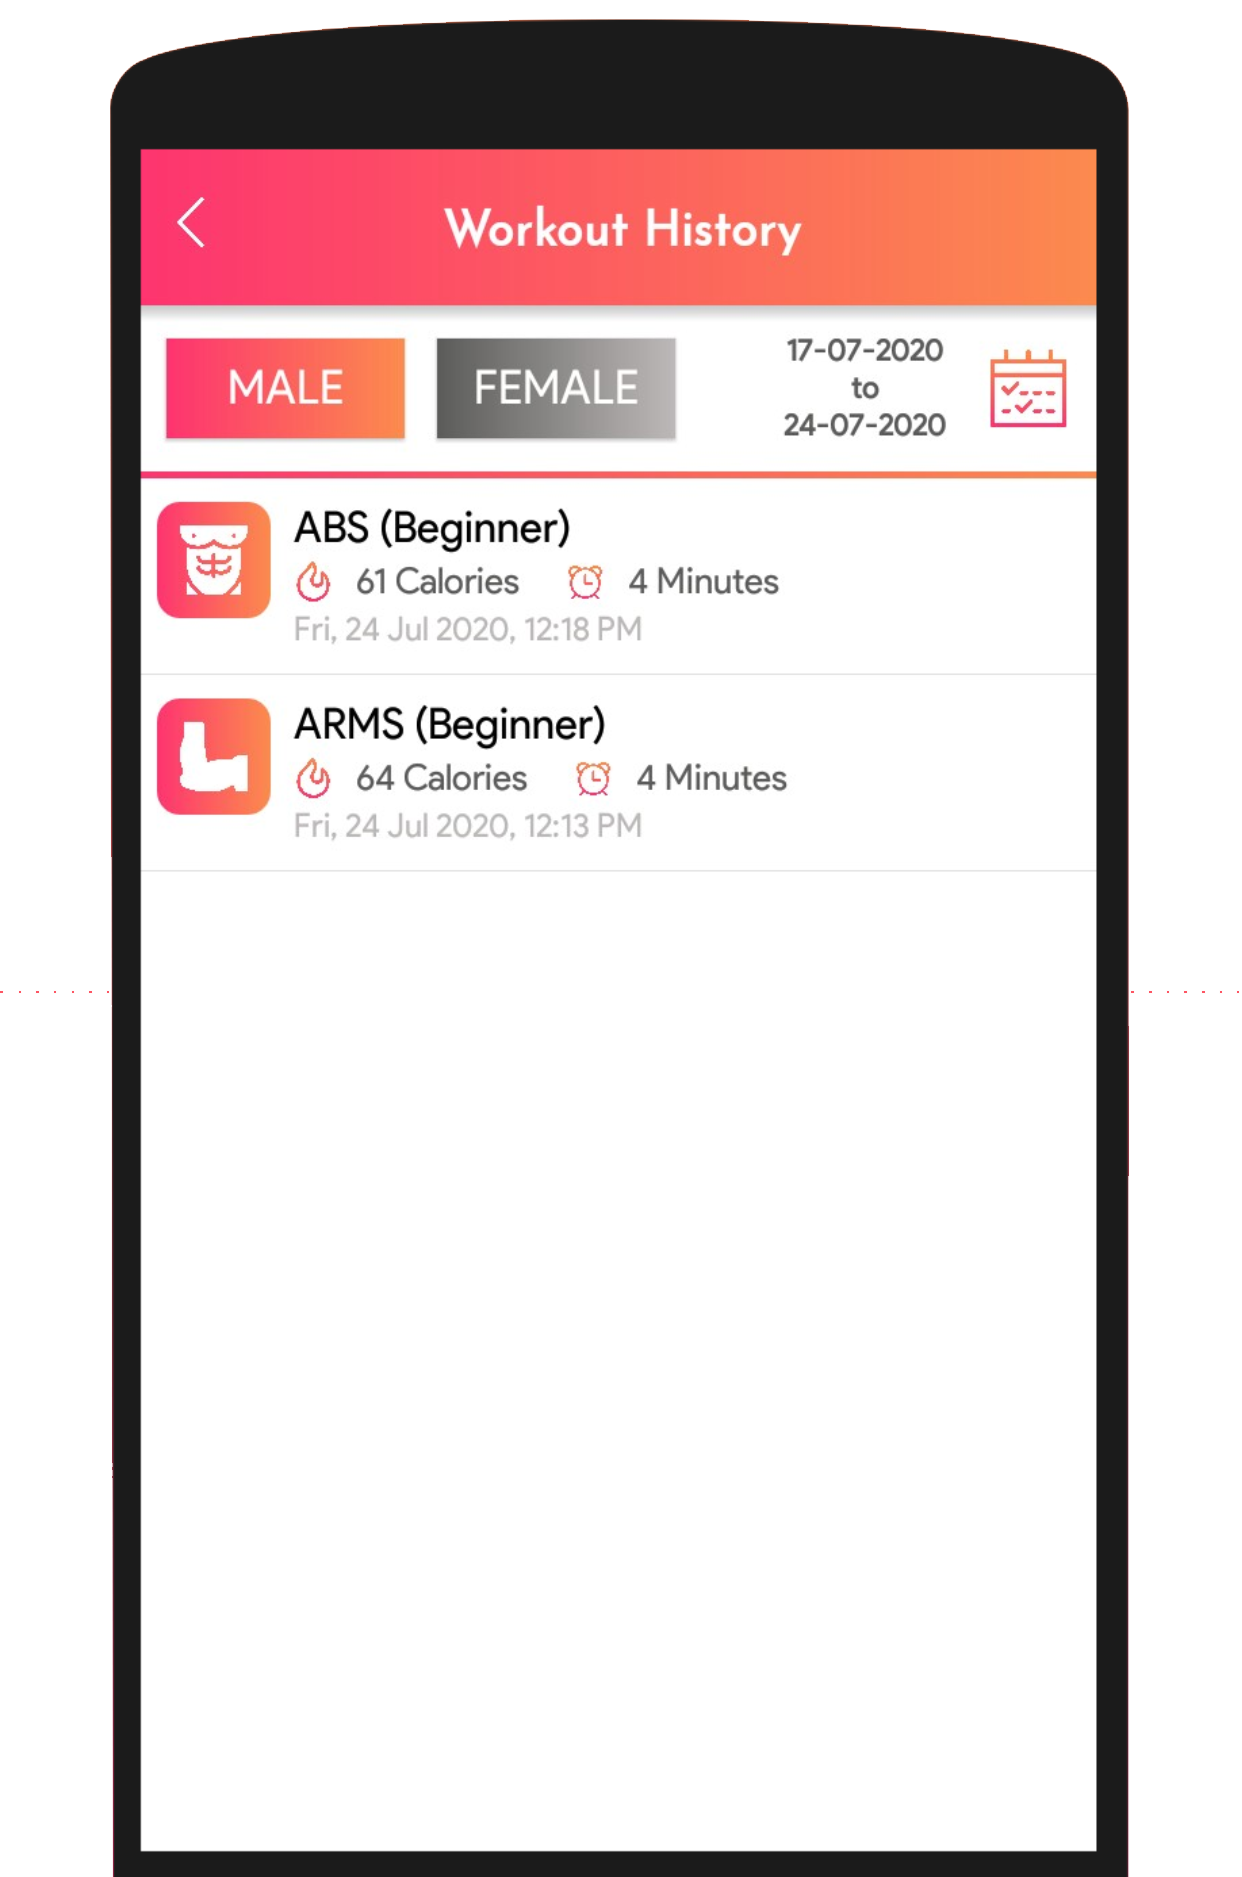 Workout History
MALE
FEMALE
17-07-2020
to
24-07-2020
ABS (Beginner)
61 Calories
4 Minutes
Fri, 24 Jul 2020, 12:18 PM
ARMS (Beginner)
64 Calories
4 Minutes
Fri, 24 Jul 2020, 12:13 PM